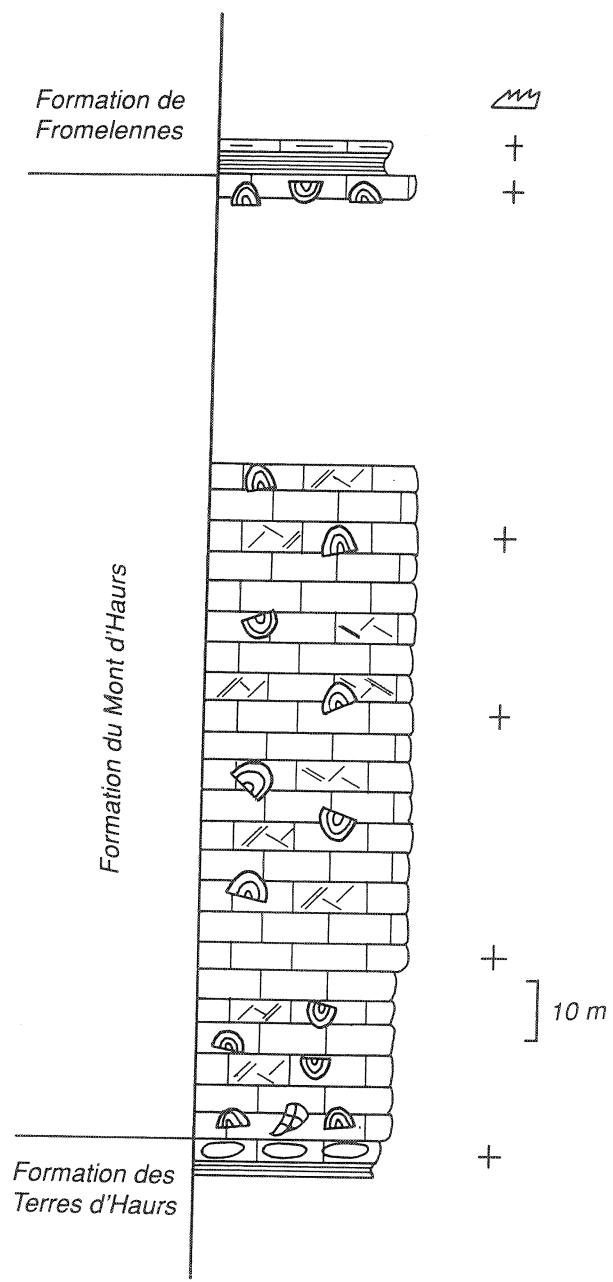 Formation de
Fromelennes
Formation du Mont d'Haurs
10 m
Formation des
Terres d'Haurs